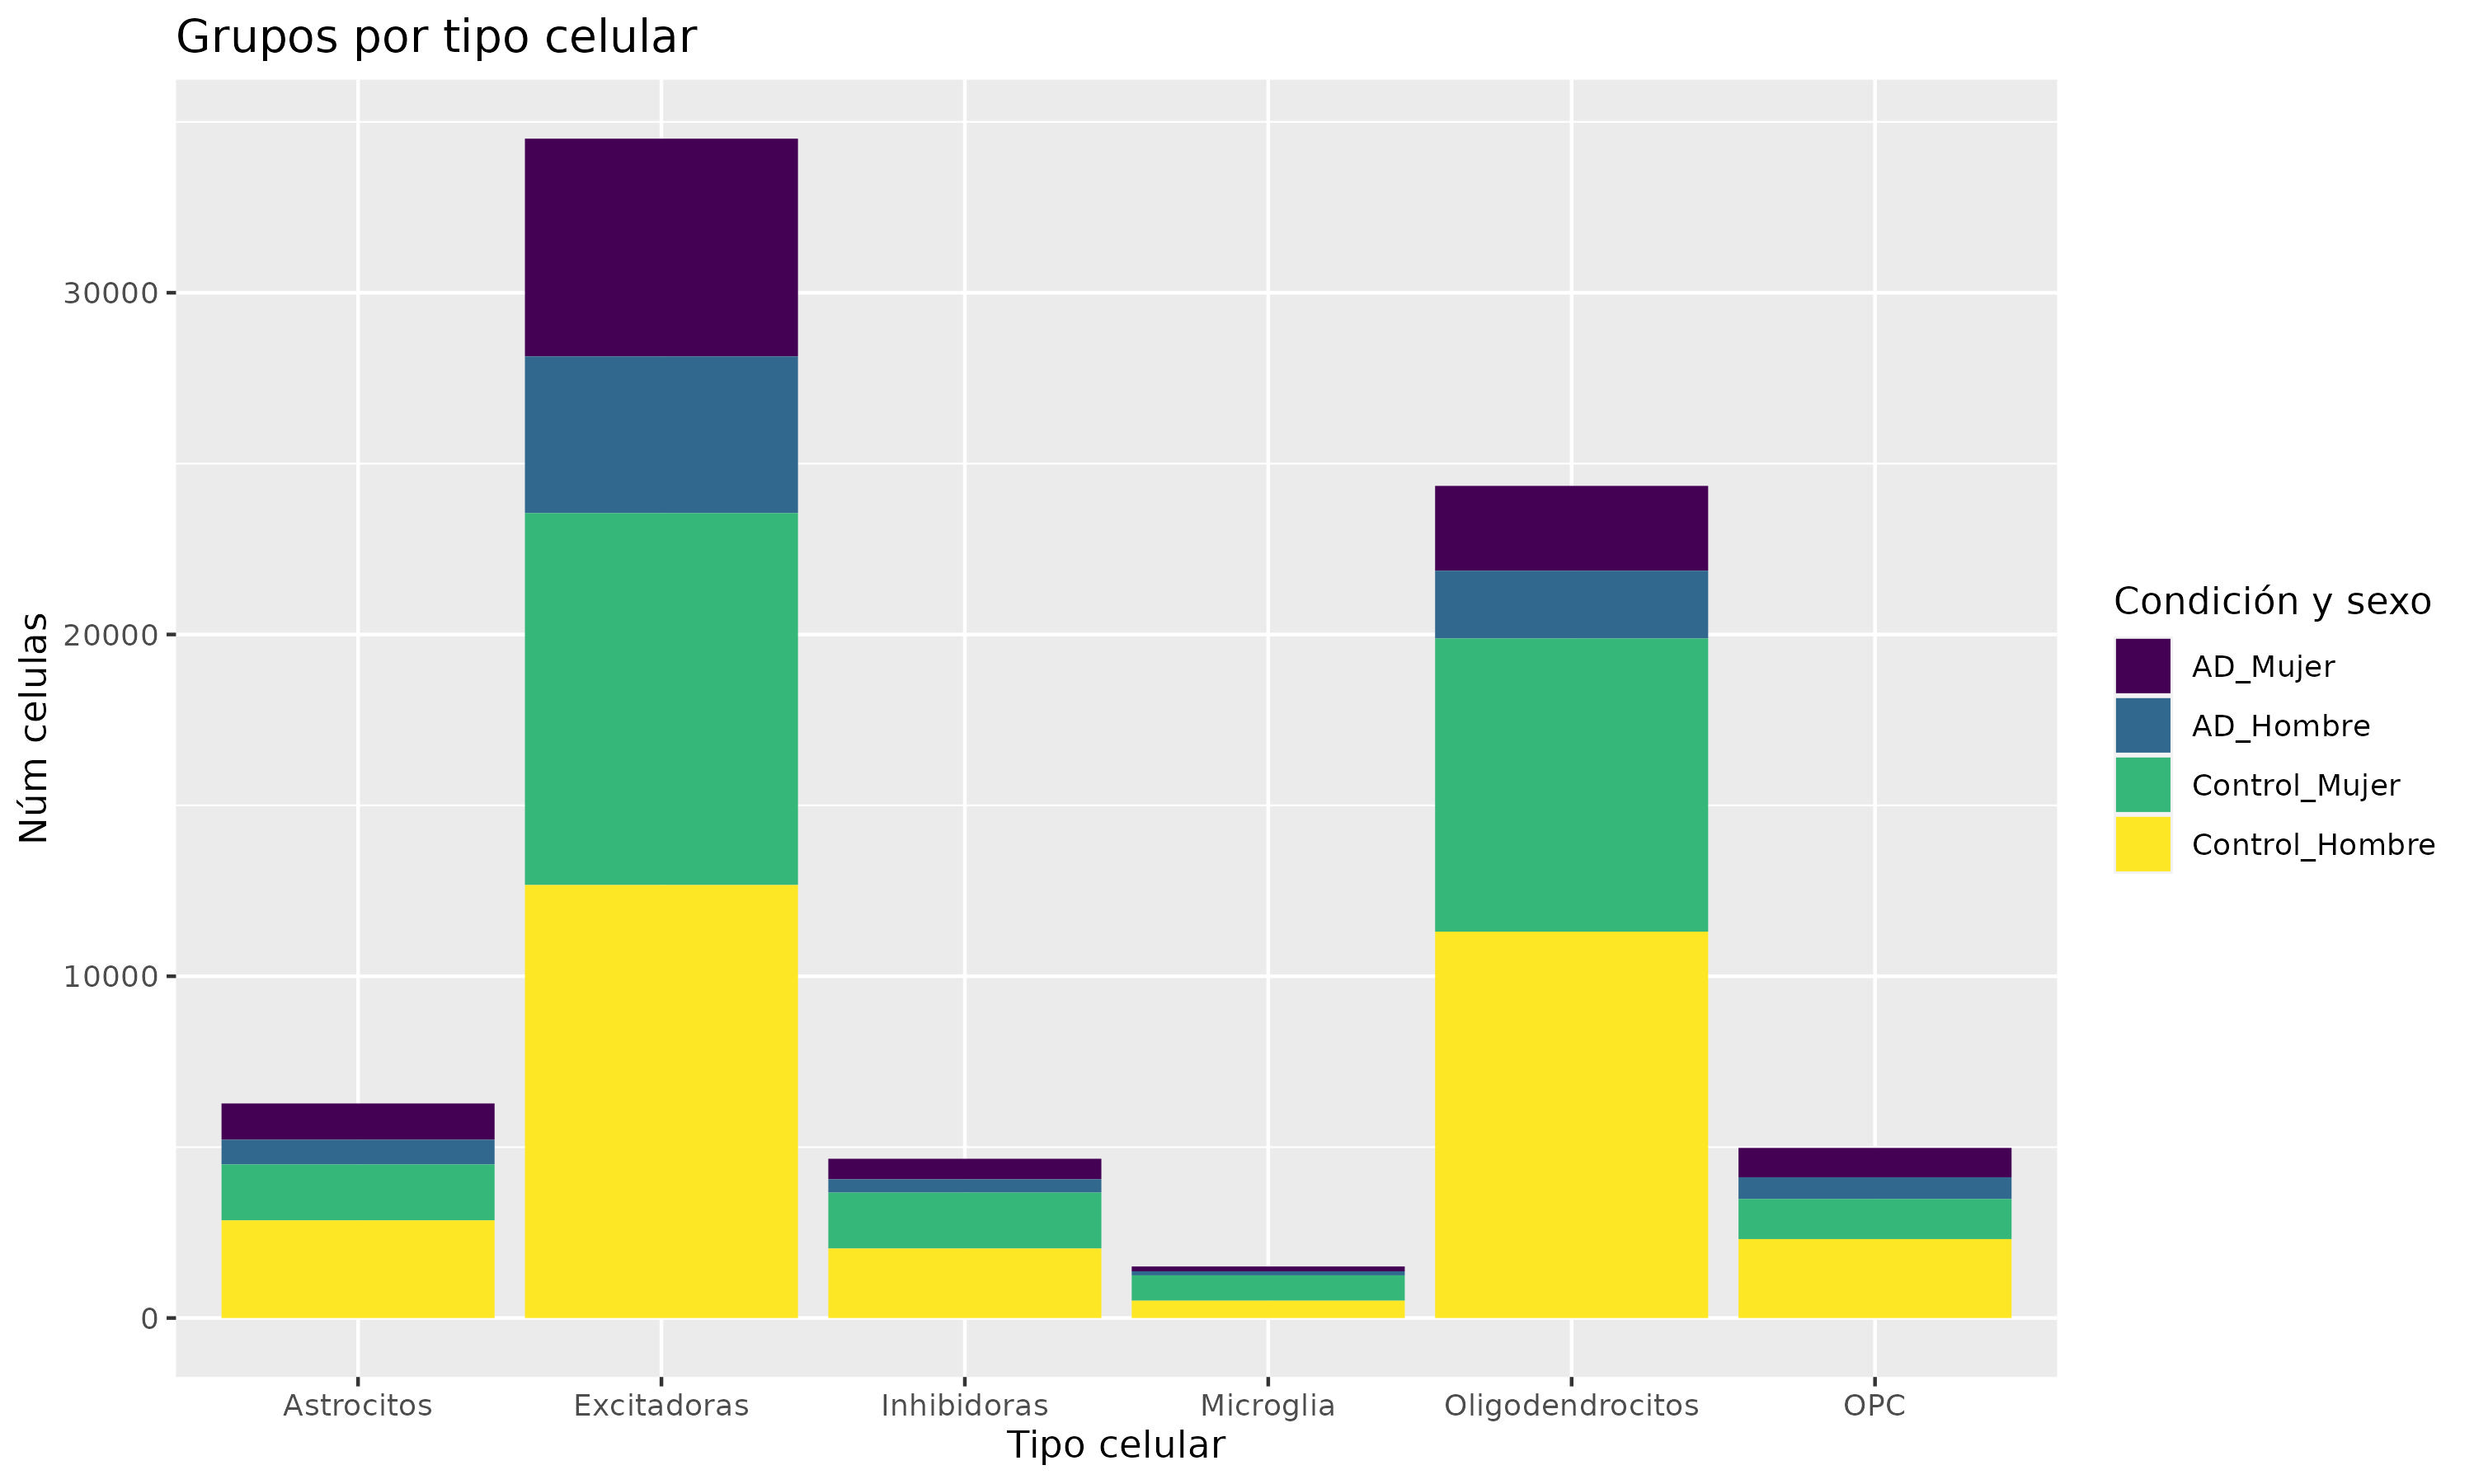 Grupos por tipo celular
Núm celulas
30000
20000
10000
0
Astrocitos
Excitadoras
Inhibidoras
Microglia
Oligodendrocitos
OPC
Tipo celular
Condición y sexo
AD_Mujer
AD_Hombre
Control_Mujer
Control_Hombre